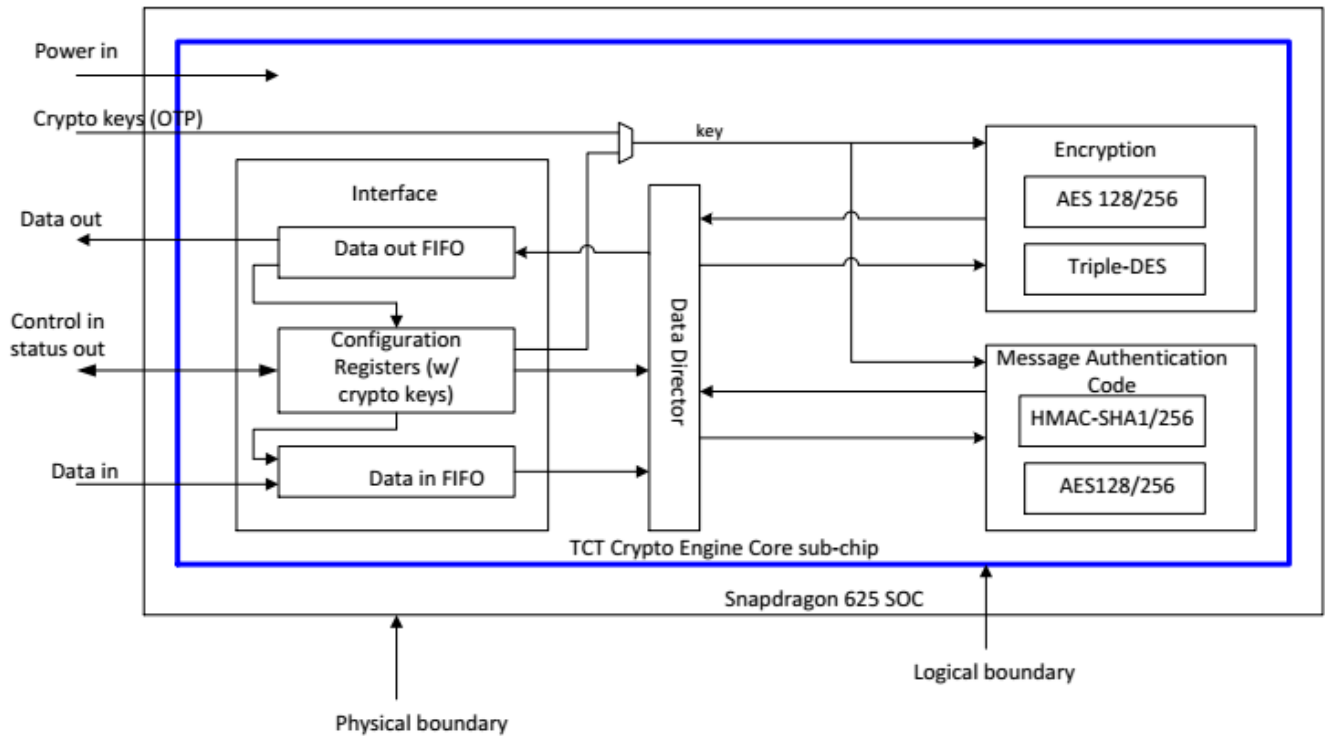 Power in
Crypto keys (OTP)
key
Encryption
Interface
AES 128/256
Data out
Data out FIFO
Triple-DES
Control in
status out
Configuration
Registers (w/
crypto keys)
Data Director
Message Authentication
Code
HMAC-SHA1/256
Data in
Data in FIFO
AES128/256
TCT Crypto Engine Core sub-chip
Snapdragon 625 SOC
Logical boundary
Physical boundary